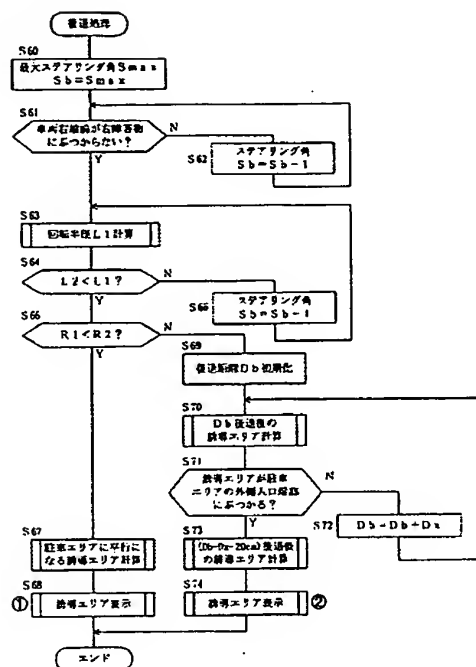 後退処理
S60
最大ステアリング角Smax
Sb=Smax
S61
車両右端前が右障害物
にぶつからない?
N
Y
S62
ステアリング角
Sb=Sb-1
S63
回転半径L1計算
S64
L2<L1?
N
Y
S65
ステアリング角
Sb=Sb-1
S66
R1<R2?
N
Y
S69
後退距離Db初期化
S70
Db後退後の
誘導エリア計算
S71
誘導エリアが駐車
エリアの外側入口端部
にぶつかる?
N
Y
S72
Db=Db+Dx
S67
駐車エリアに平行に
なる誘導エリア計算
S73
(Db-Dx-20cm)後退後
の誘導エリア計算
S68
① 誘導エリア表示
S74
誘導エリア表示 ②
エンド